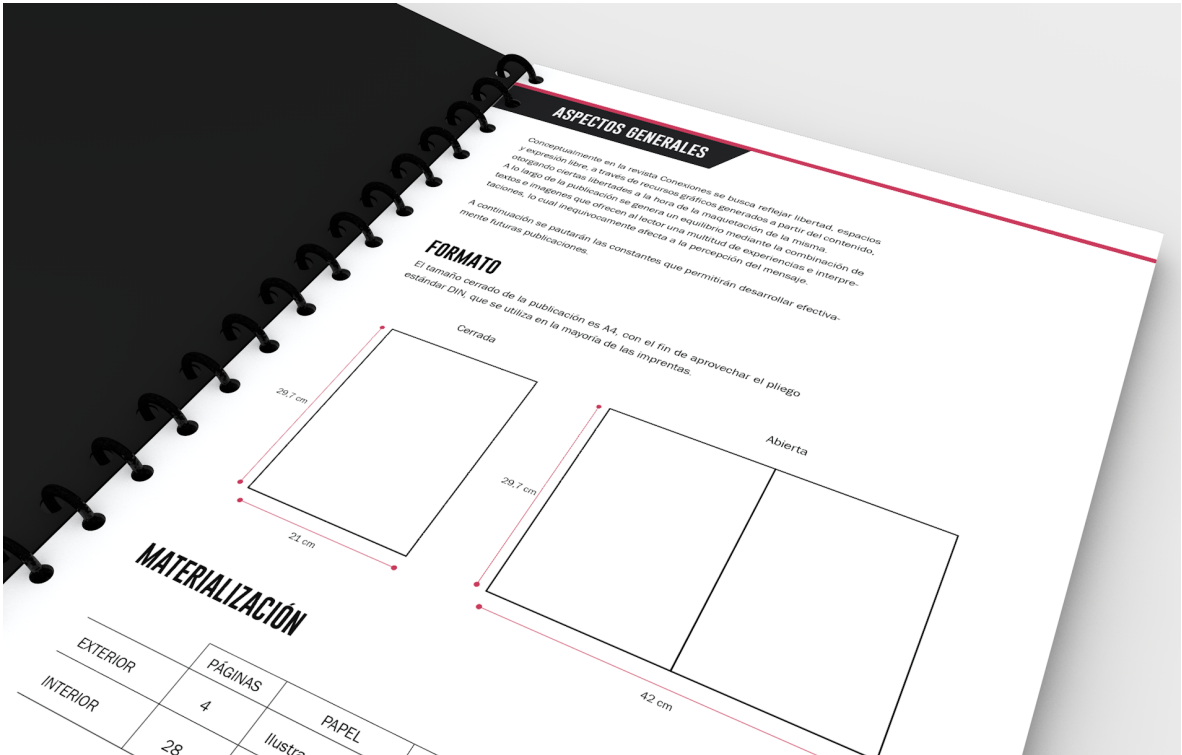 ASPECTOS GENERALES
Conceptualmente en la revista Conexiones se busca reflejar libertad, espacios
y expresión libre, a través de recursos gráficos generados a partir del contenido,
otorgando ciertas libertades a la hora de la maquetación de la misma.
A lo largo de la publicación se genera un equilibrio mediante la combinación de
textos e imagenes que ofrecen al lector una multitud de experiencias e interpre-
taciones, lo cual inequivocamente afecta a la percepción del mensaje.
A continuación se pautarán las constantes que permitirán desarrollar efectiva-
mente futuras publicaciones.
FORMATO
El tamaño cerrado de la publicación es A4, con el fin de aprovechar el pliego
estándar DIN, que se utiliza en la mayoría de las imprentas.
Cerrada
29,7 cm
21 cm
Abierta
29,7 cm
42 cm
MATERIALIZACIÓN
PÁGINAS
PAPEL
EXTERIOR
4
Ilustra
INTERIOR
28